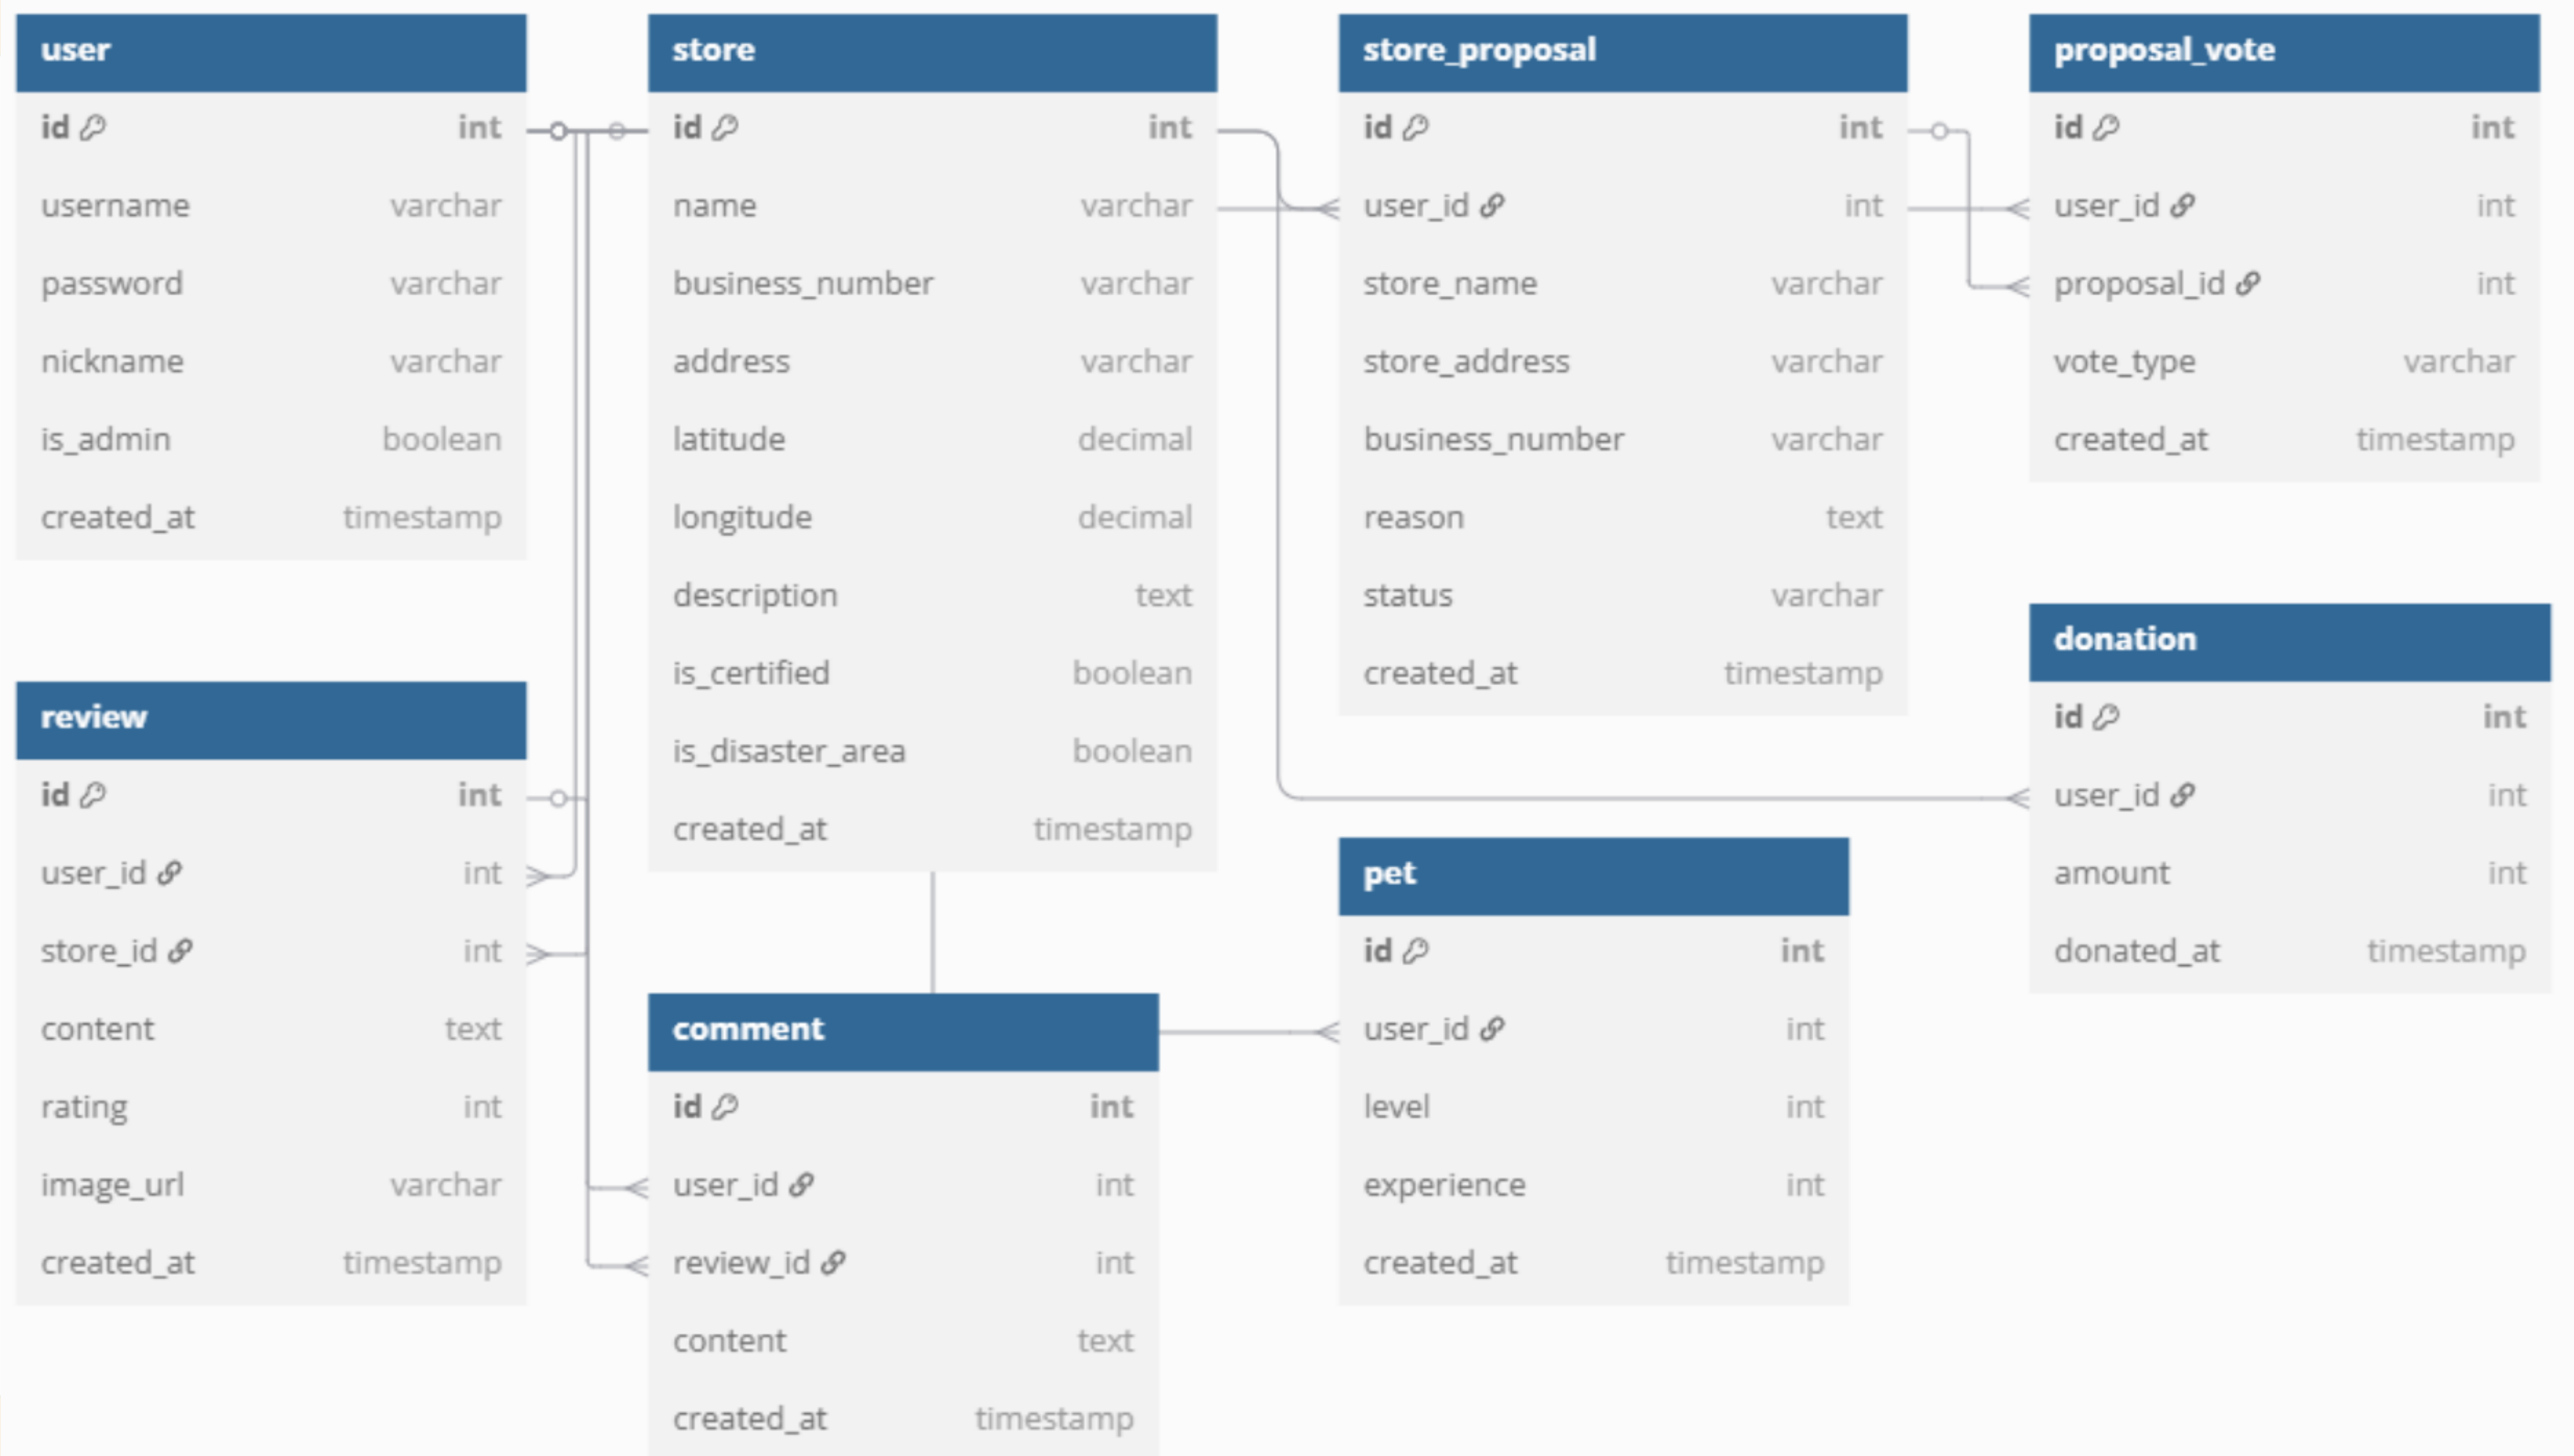 user
id int
username varchar
password varchar
nickname varchar
is_admin boolean
created_at timestamp
store
id int
name varchar
business_number varchar
address varchar
latitude decimal
longitude decimal
description text
is_certified boolean
is_disaster_area boolean
created_at timestamp
store_proposal
id int
user_id int
store_name varchar
store_address varchar
business_number varchar
reason text
status varchar
created_at timestamp
proposal_vote
id int
user_id int
proposal_id int
vote_type varchar
created_at timestamp
review
id int
user_id int
store_id int
content text
rating int
image_url varchar
created_at timestamp
comment
id int
user_id int
review_id int
content text
created_at timestamp
pet
id int
user_id int
level int
experience int
created_at timestamp
donation
id int
user_id int
amount int
donated_at timestamp